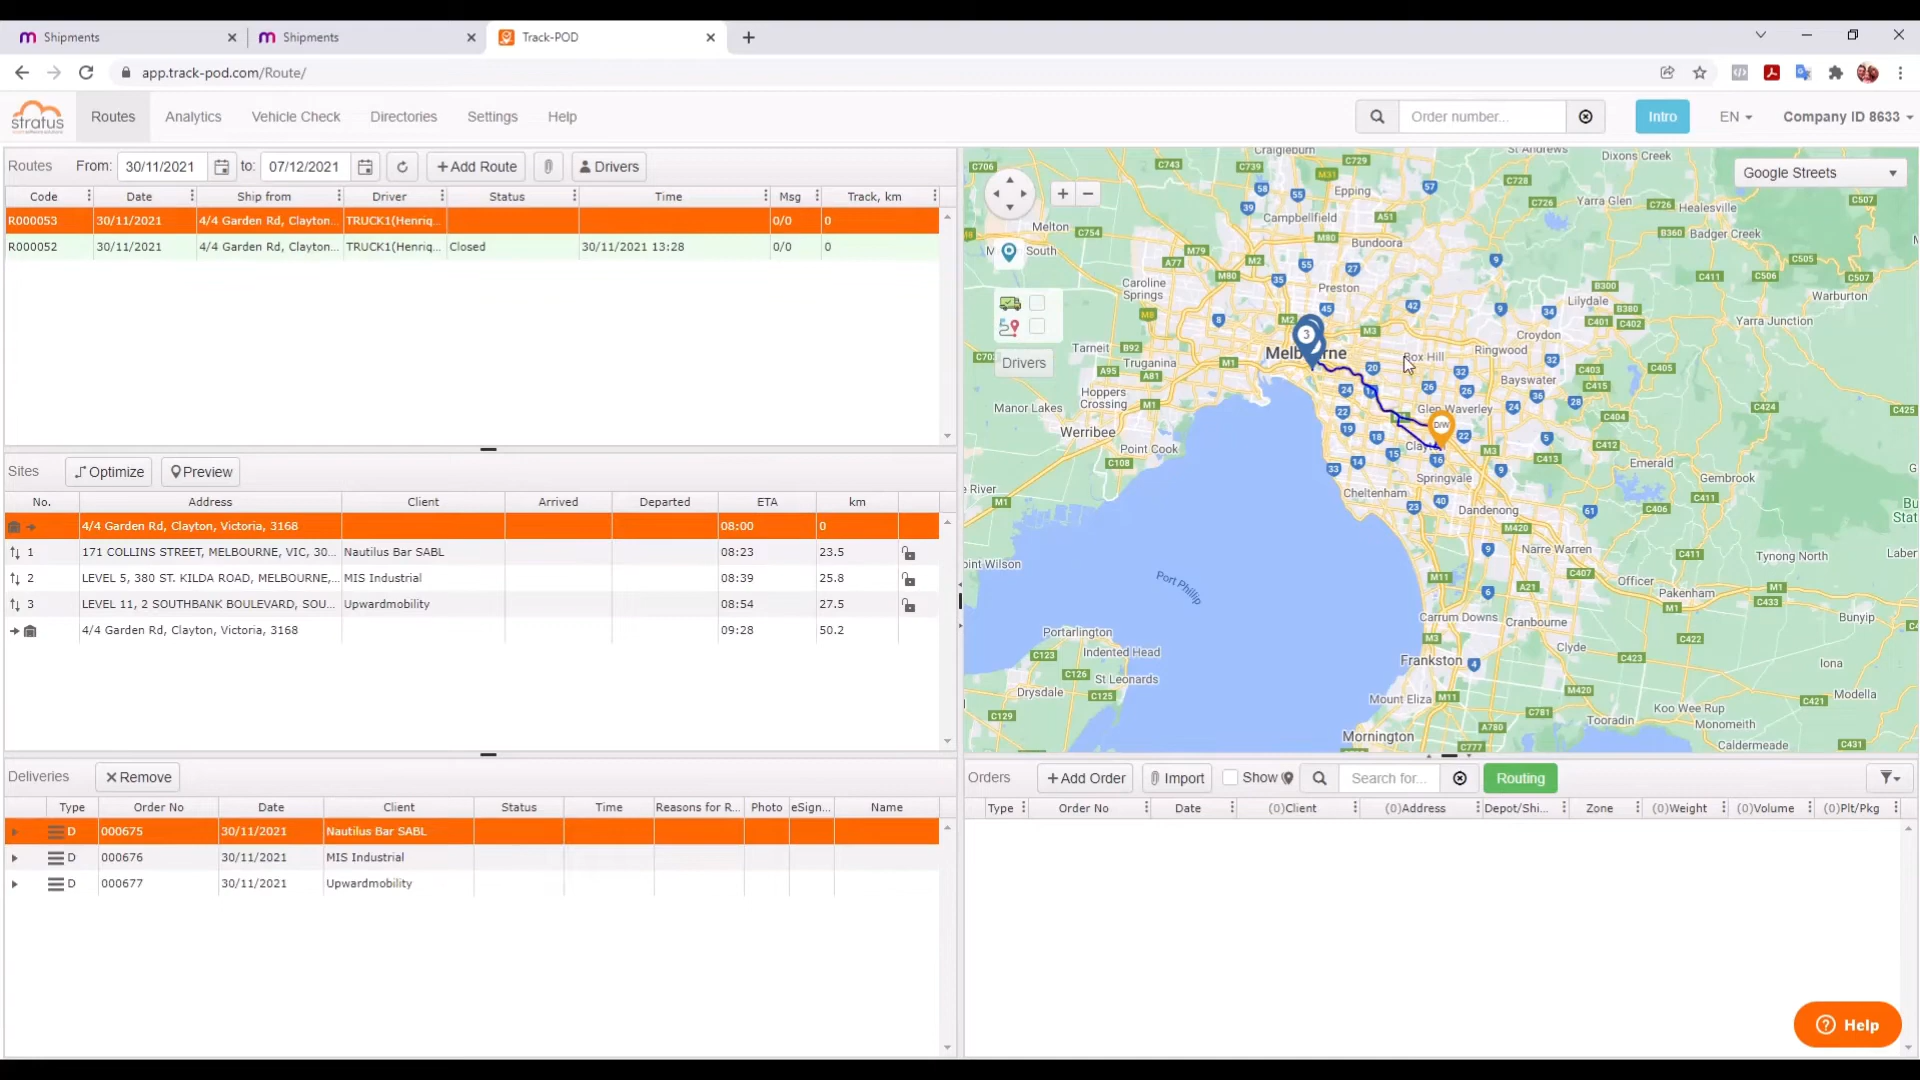 Shipments
Shipments
Track-POD
app.track-pod.com/Route/
stratus
Routes Analytics Vehicle Check Directories Settings Help
Order number...
Intro
EN
Company ID 8633
Routes From: 30/11/2021 to: 07/12/2021 +Add Route Drivers
Code Date Ship from Driver Status Time Msg Track, km
R000053 30/11/2021 4/4 Garden Rd, Clayton... TRUCK1(Henriq... 0/0 0
R000052 30/11/2021 4/4 Garden Rd, Clayton... TRUCK1(Henriq... Closed 30/11/2021 13:28 0/0 0
Sites Optimize Preview
No. Address Client Arrived Departed ETA km
4/4 Garden Rd, Clayton, Victoria, 3168 08:00 0
1 171 COLLINS STREET, MELBOURNE, VIC, 30... Nautilus Bar SABL 08:23 23.5
2 LEVEL 5, 380 ST. KILDA ROAD, MELBOURNE,... MIS Industrial 08:39 25.8
3 LEVEL 11, 2 SOUTHBANK BOULEVARD, SOU... Upwardmobility 08:54 27.5
4/4 Garden Rd, Clayton, Victoria, 3168 09:28 50.2
Deliveries Remove
Type Order No Date Client Status Time Reasons for R... Photo eSign... Name
D 000675 30/11/2021 Nautilus Bar SABL
D 000676 30/11/2021 MIS Industrial
D 000677 30/11/2021 Upwardmobility
Google Streets
Craigieburn
Dixons Creek
Epping
Yarra Glen
Healesville
Melton
Campbellfield
Bundoora
Badger Creek
South
Caroline Springs
Preston
Lilydale
Warburton
Yarra Junction
Tarneit
Truganina
Melbourne
Box Hill
Ringwood
Croydon
Bayswater
Drivers
Manor Lakes
Hoppers Crossing
Werribee
Point Cook
Glen Waverley
3
D/W
Clayton
Springvale
Emerald
Gembrook
Cheltenham
Dandenong
Narre Warren
Tynong North
Point Wilson
Port Phillip
Officer
Pakenham
Carrum Downs
Cranbourne
Bunyip
Portarlington
Indented Head
Clyde
St Leonards
Frankston
Iona
Drysdale
Mount Eliza
Modella
Koo Wee Rup
Tooradin
Monomeith
Mornington
Caldermeade
Orders +Add Order Import Show Search for... Routing
Type Order No Date (0)Client (0)Address Depot/Shi... Zone (0)Weight (0)Volume (0)Plt/Pkg
Help